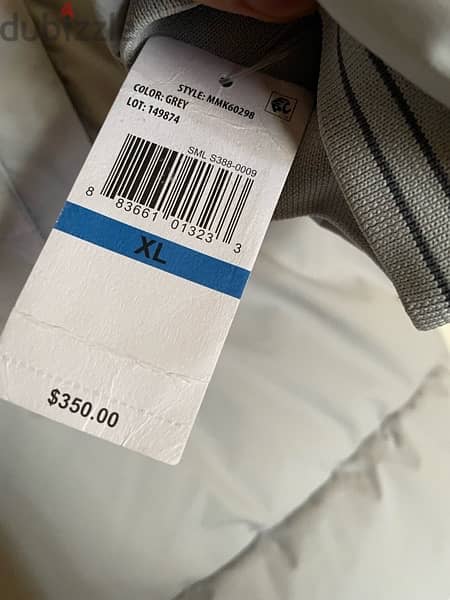 dubizzle
STYLE: MMK60298
COLOR: GREY
LOT: 149874
SML S388-0009
8 83661 01323 3
XL
$350.00